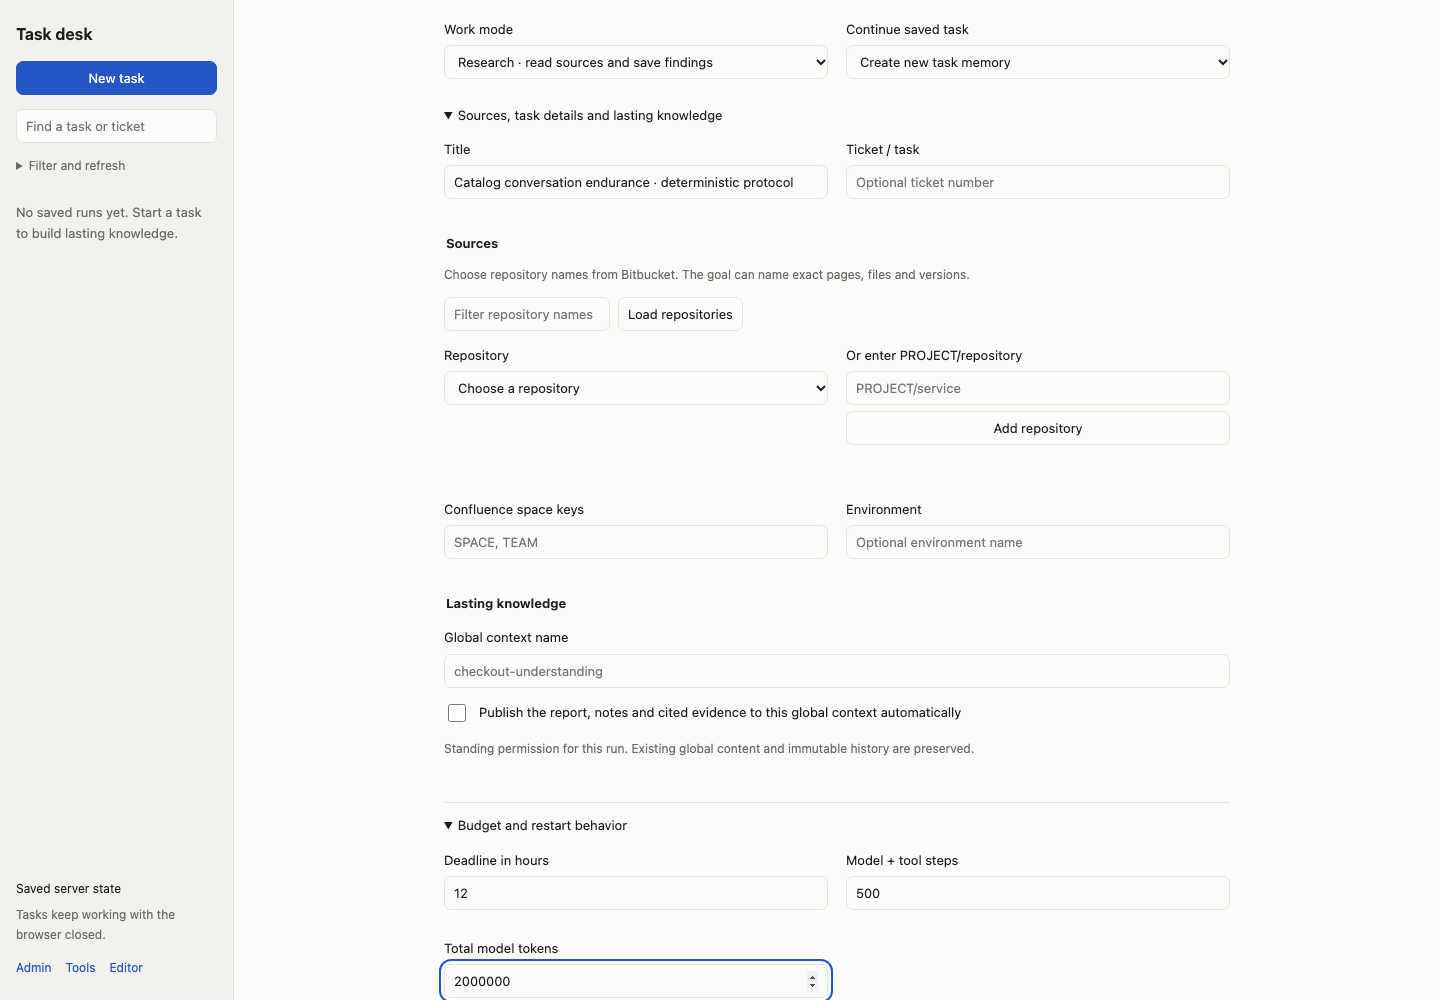 Task desk
New task
Find a task or ticket
Filter and refresh
No saved runs yet. Start a task
to build lasting knowledge.
Saved server state
Tasks keep working with the
browser closed.
Admin Tools Editor
Work mode
Research · read sources and save findings
Continue saved task
Create new task memory
Sources, task details and lasting knowledge
Title
Catalog conversation endurance · deterministic protocol
Ticket / task
Optional ticket number
Sources
Choose repository names from Bitbucket. The goal can name exact pages, files and versions.
Filter repository names
Load repositories
Repository
Choose a repository
Or enter PROJECT/repository
PROJECT/service
Add repository
Confluence space keys
SPACE, TEAM
Environment
Optional environment name
Lasting knowledge
Global context name
checkout-understanding
Publish the report, notes and cited evidence to this global context automatically
Standing permission for this run. Existing global content and immutable history are preserved.
Budget and restart behavior
Deadline in hours
12
Model + tool steps
500
Total model tokens
2000000